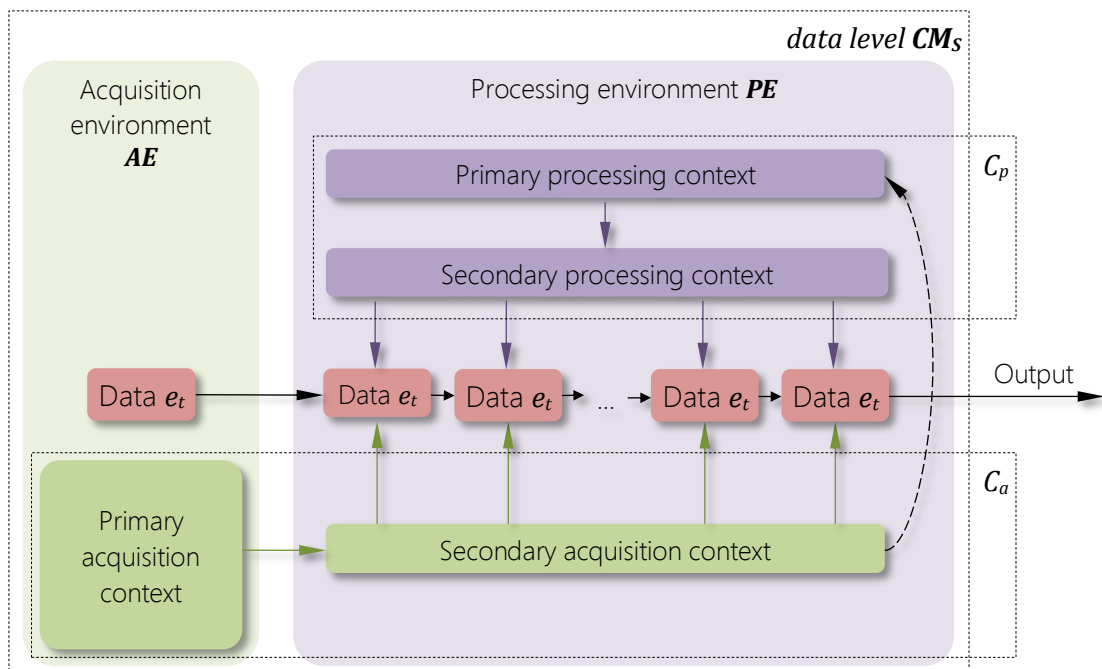 data level CMS
Acquisition
environment
AE
Processing environment PE
Cp
Primary processing context
Secondary processing context
Data et
Data et
Data et
...
Data et
Data et
Output
Ca
Primary
acquisition
context
Secondary acquisition context